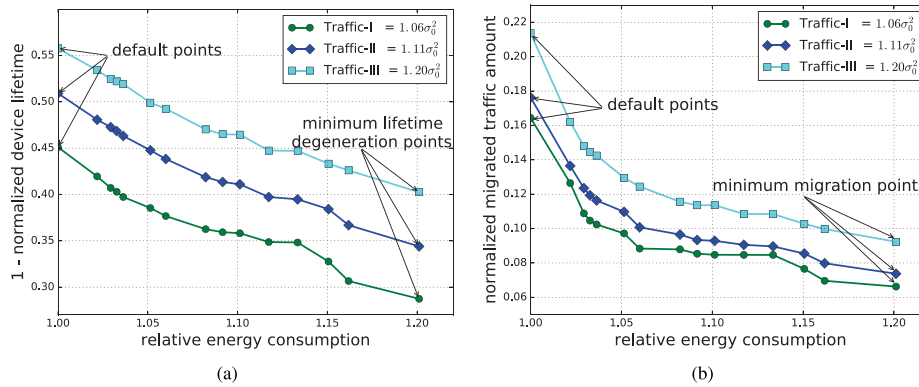 (a)
Traffic-I = 1.06σ₀²
Traffic-II = 1.11σ₀²
Traffic-III = 1.20σ₀²
default points
minimum lifetime
degeneration points
1 - normalized device lifetime
0.55
0.50
0.45
0.40
0.35
0.30
1.00
1.05
1.10
1.15
1.20
relative energy consumption
(b)
Traffic-I = 1.06σ₀²
Traffic-II = 1.11σ₀²
Traffic-III = 1.20σ₀²
default points
minimum migration point
normalized migrated traffic amount
0.22
0.20
0.18
0.16
0.14
0.12
0.10
0.08
0.06
1.00
1.05
1.10
1.15
1.20
relative energy consumption
(a)
(b)